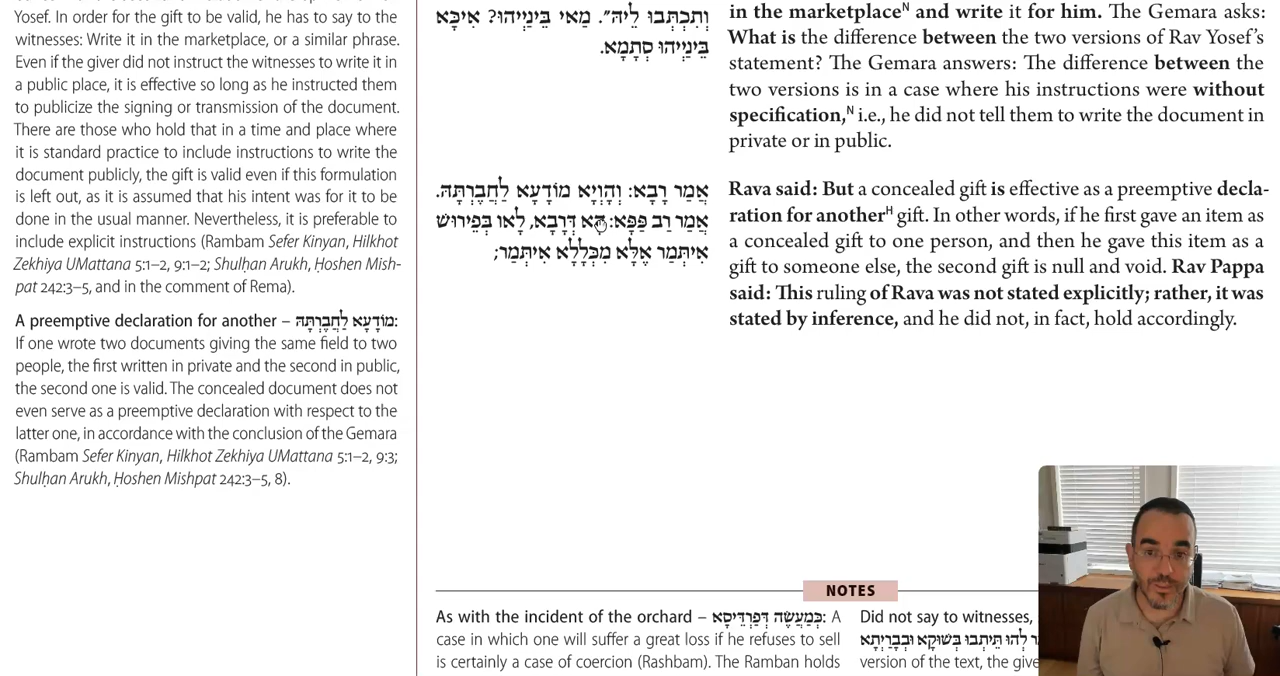 Yosef. In order for the gift to be valid, he has to say to the
witnesses: Write it in the marketplace, or a similar phrase.
Even if the giver did not instruct the witnesses to write it in
a public place, it is effective so long as he instructed them
to publicize the signing or transmission of the document.
There are those who hold that in a time and place where
it is standard practice to include instructions to write the
document publicly, the gift is valid even if this formulation
is left out, as it is assumed that his intent was for it to be
done in the usual manner. Nevertheless, it is preferable to
include explicit instructions (Rambam Sefer Kinyan, Hilkhot
Zekhiya UMattana 5:1–2, 9:1–2; Shulḥan Arukh, Ḥoshen Mish-
pat 242:3–5, and in the comment of Rema).
A preemptive declaration for another – מוֹדָעָא לַחֲבֶרְתָּהּ:
If one wrote two documents giving the same field to two
people, the first written in private and the second in public,
the second one is valid. The concealed document does not
even serve as a preemptive declaration with respect to the
latter one, in accordance with the conclusion of the Gemara
(Rambam Sefer Kinyan, Hilkhot Zekhiya UMattana 5:1–2, 9:3;
Shulḥan Arukh, Ḥoshen Mishpat 242:3–5, 8).
וְתִכְתְּבוּ לֵיהּ״. מַאי בֵּינַיְיהוּ? אִיכָּא
בֵּינַיְיהוּ סְתָמָא.
אֲמַר רָבָא: וְהָוְיָא מוֹדָעָא לַחֲבֶרְתָּהּ.
אֲמַר רַב פַּפָּא: הָא דְּרָבָא, לָאו בְּפֵירוּשׁ
אִיתְּמַר אֶלָּא מִכְּלָלָא אִיתְּמַר;
in the marketplaceᴺ and write it for him. The Gemara asks:
What is the difference between the two versions of Rav Yosef’s
statement? The Gemara answers: The difference between the
two versions is in a case where his instructions were without
specification,ᴺ i.e., he did not tell them to write the document in
private or in public.
Rava said: But a concealed gift is effective as a preemptive decla-
ration for anotherᴴ gift. In other words, if he first gave an item as
a concealed gift to one person, and then he gave this item as a
gift to someone else, the second gift is null and void. Rav Pappa
said: This ruling of Rava was not stated explicitly; rather, it was
stated by inference, and he did not, in fact, hold accordingly.
NOTES
As with the incident of the orchard – כְּמַעֲשֶׂה דְּפַרְדֵּיסָא: A
case in which one will suffer a great loss if he refuses to sell
is certainly a case of coercion (Rashbam). The Ramban holds
Did not say to witnesses,
לְהוּ תֵּיתְבוּ בְּשׁוּקָא וּבְבָרְיָתָא
version of the text, the give